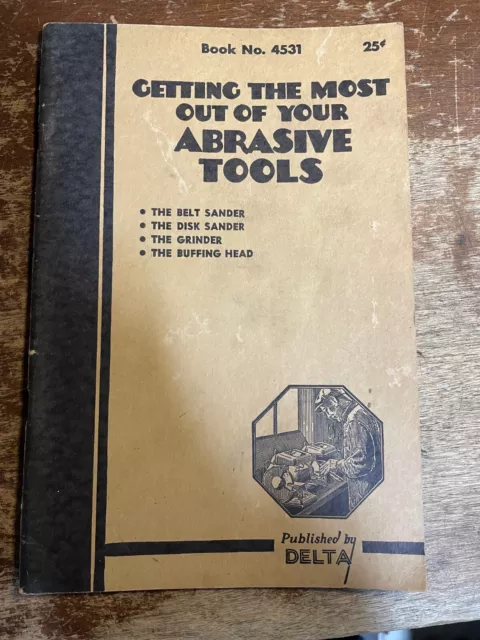 Book No. 4531 25¢
GETTING THE MOST
OUT OF YOUR
ABRASIVE
TOOLS
• THE BELT SANDER
• THE DISK SANDER
• THE GRINDER
• THE BUFFING HEAD
Published by
DELTA